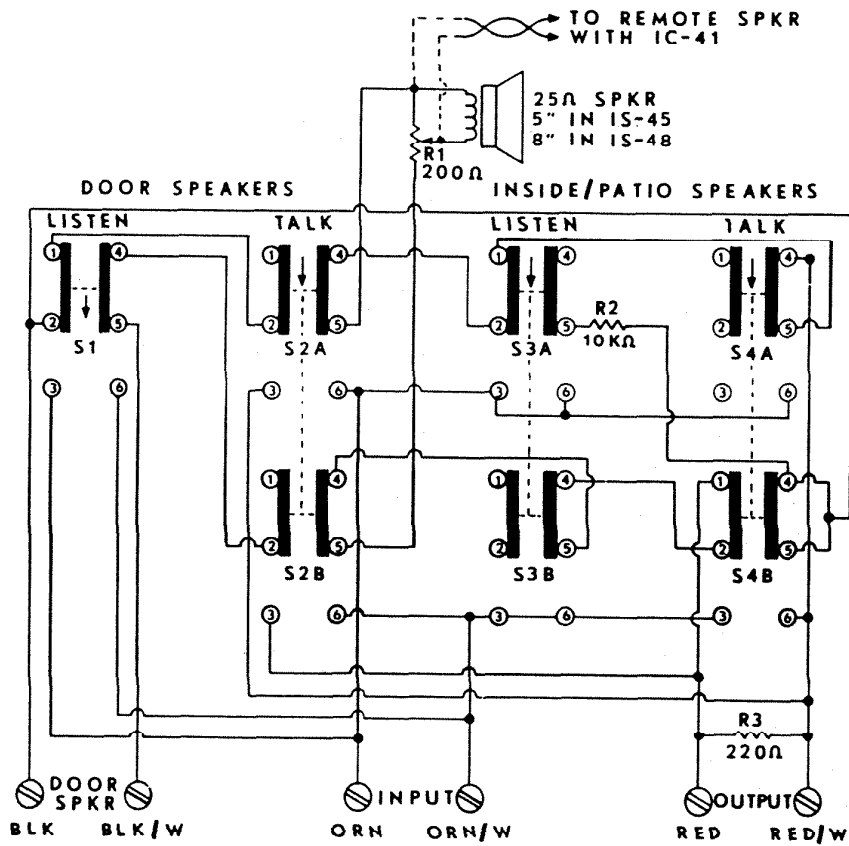 TO REMOTE SPKR
WITH IC-41
25Ω SPKR
5" IN IS-45
8" IN IS-48
R1
200Ω
DOOR SPEAKERS
INSIDE/PATIO SPEAKERS
LISTEN
TALK
LISTEN
TALK
1 4 1 4 1 4 1 4
R2
10KΩ
2 5 2 5 2 5 2 5
S1
S2A
S3A
S4A
3 6 3 6 3 6 3 6
1 4 1 4 1 4
2 5 2 5 2 5
S2B
S3B
S4B
3 6 3 6 3 6
R3
220Ω
DOOR
SPKR
INPUT
OUTPUT
BLK
BLK/W
ORN
ORN/W
RED
RED/W